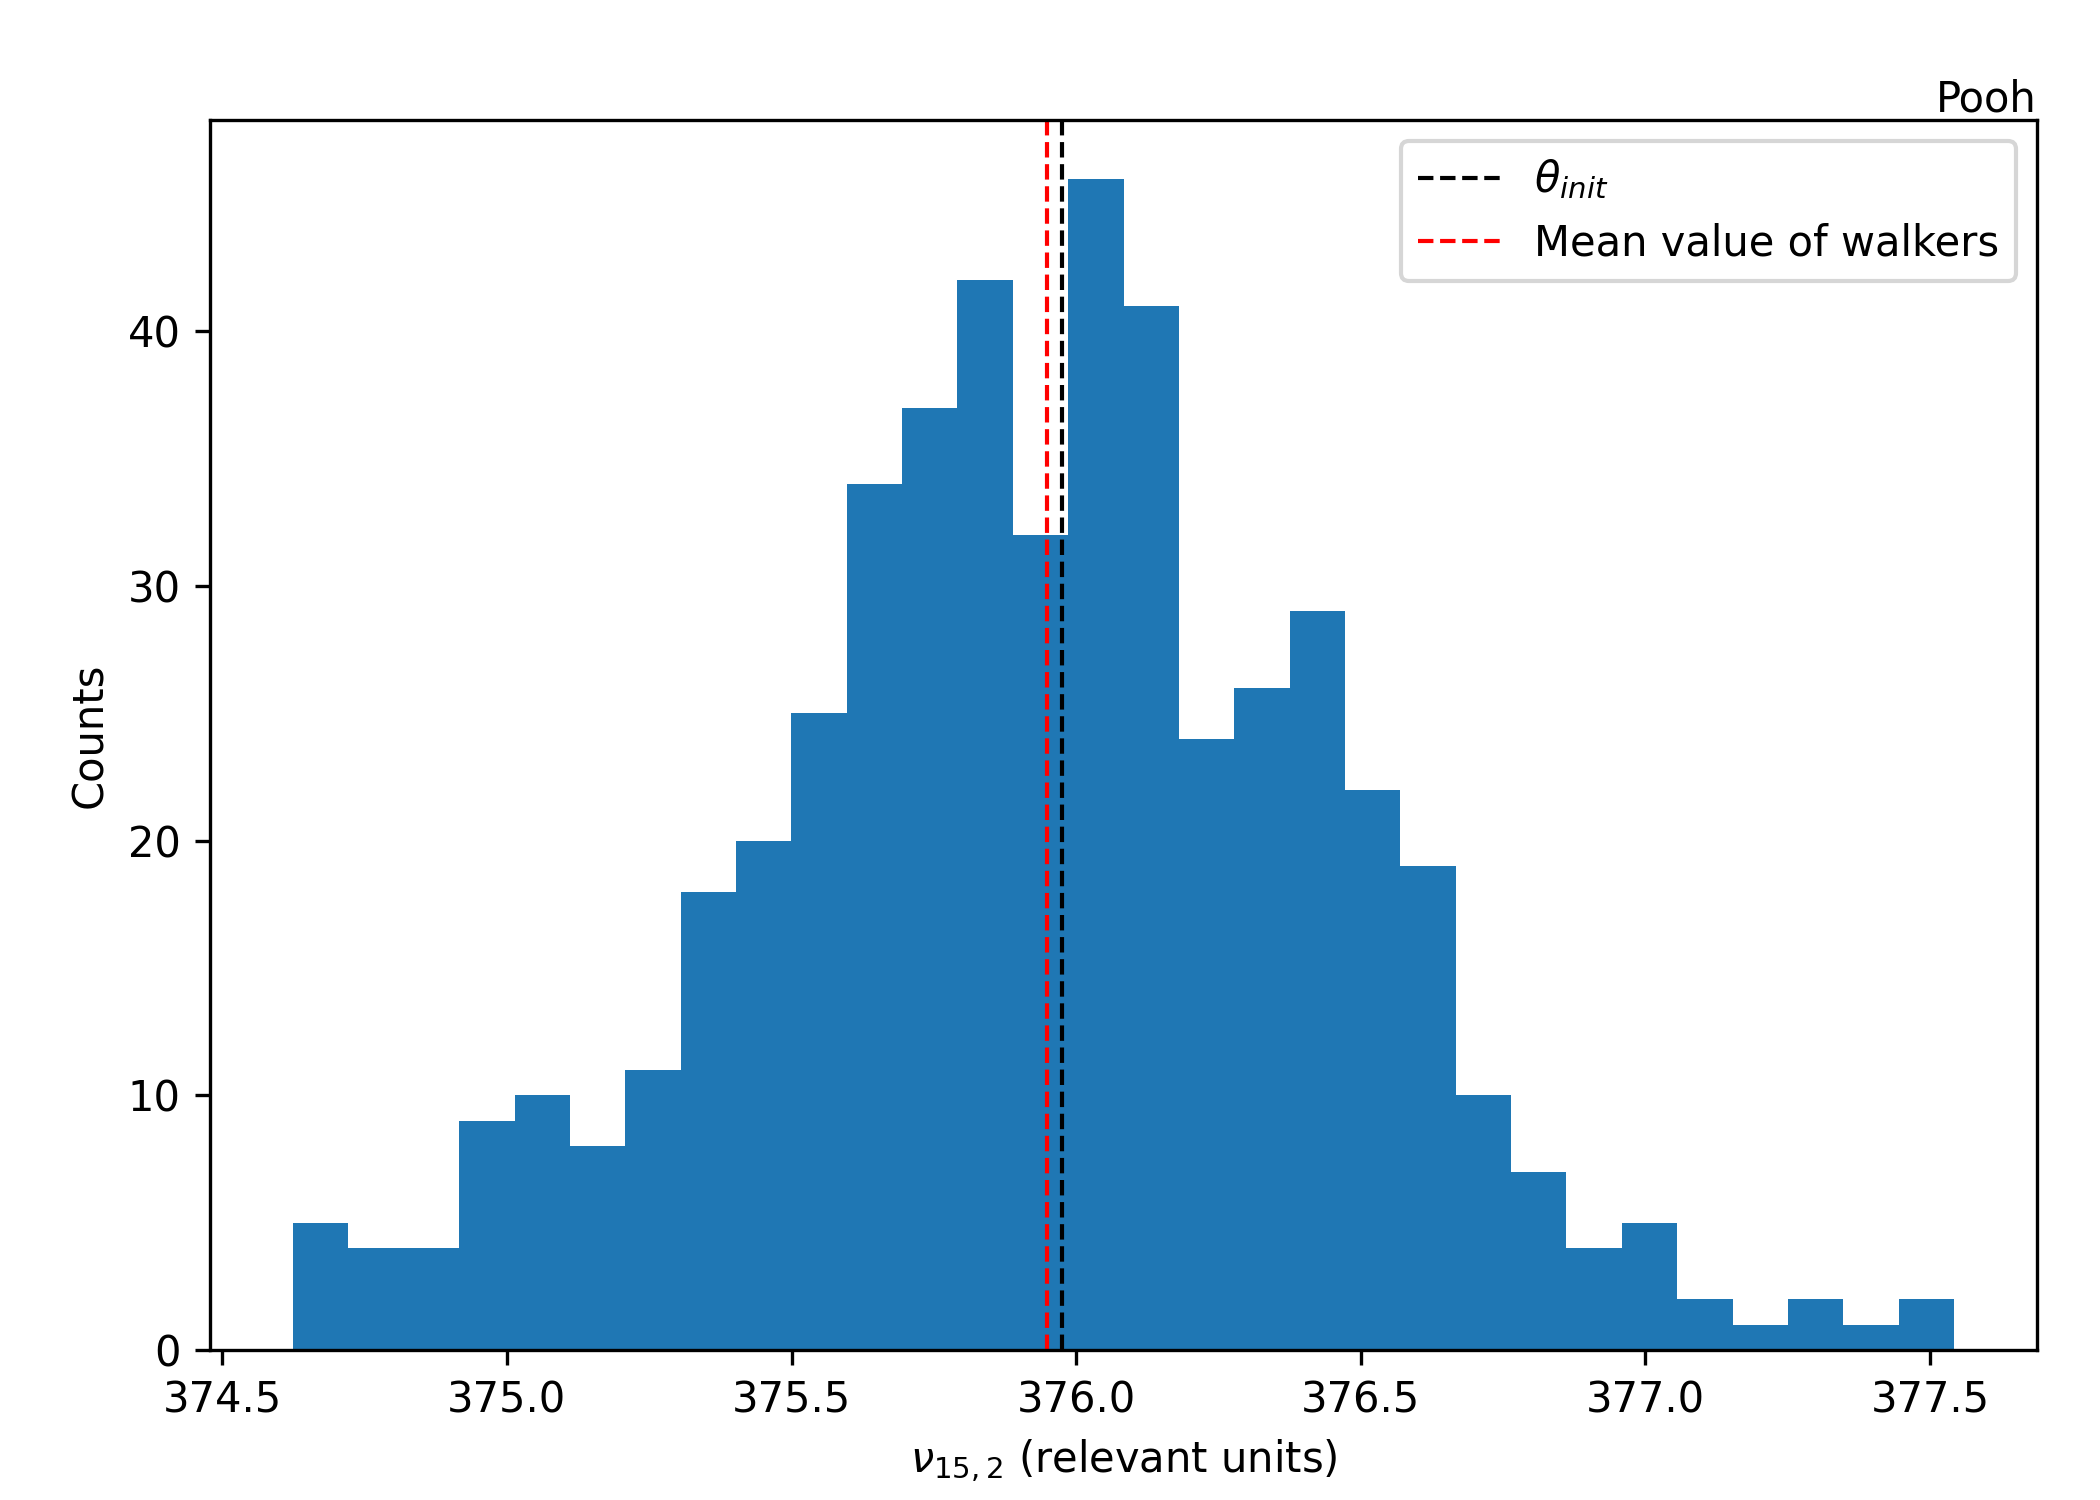 Pooh
θinit
Mean value of walkers
40
30
20
10
0
Counts
374.5 375.0 375.5 376.0 376.5 377.0 377.5
ν15, 2 (relevant units)